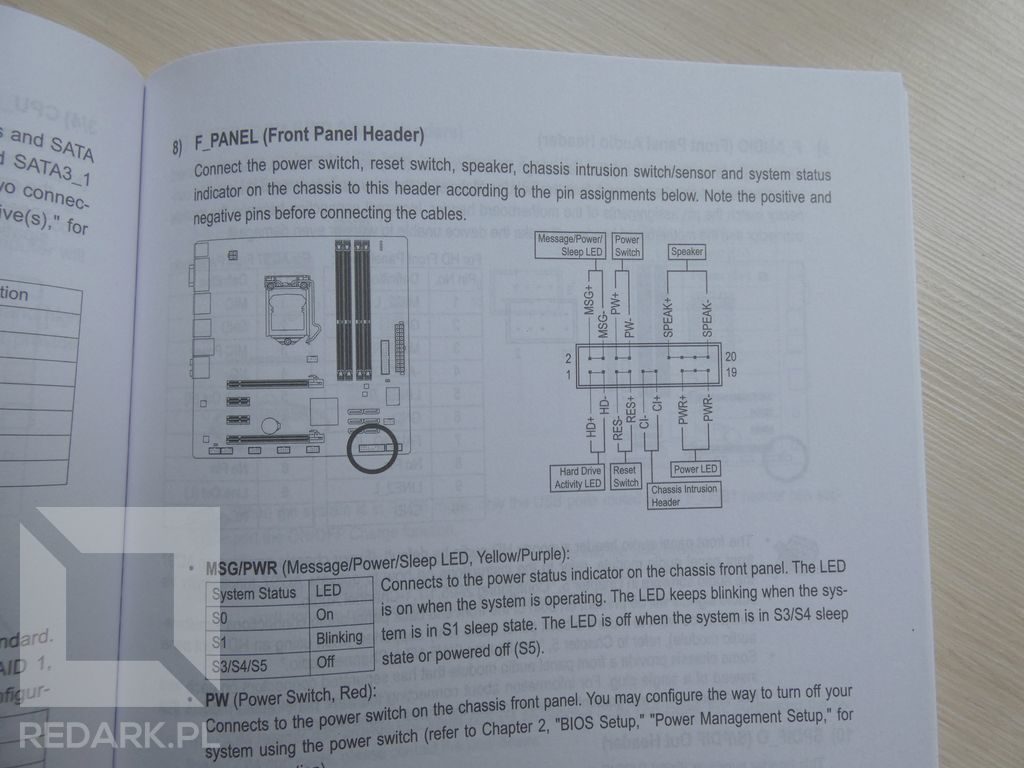 s and SATA
d SATA3_1
vo connec-
ive(s)," for
tion
ndard.
AID 1,
nfigur-
8) F_PANEL (Front Panel Header)
Connect the power switch, reset switch, speaker, chassis intrusion switch/sensor and system status
indicator on the chassis to this header according to the pin assignments below. Note the positive and
negative pins before connecting the cables.
Message/Power/
Sleep LED
Power
Switch
Speaker
MSG+
MSG-
PW+
PW-
SPEAK+
SPEAK-
2
20
1
19
HD+
HD-
RES-
RES+
CI-
CI+
PWR+
PWR-
Hard Drive
Activity LED
Reset
Switch
Power LED
Chassis Intrusion
Header
• MSG/PWR (Message/Power/Sleep LED, Yellow/Purple):
System Status LED
S0 On
S1 Blinking
S3/S4/S5 Off
Connects to the power status indicator on the chassis front panel. The LED
is on when the system is operating. The LED keeps blinking when the sys-
tem is in S1 sleep state. The LED is off when the system is in S3/S4 sleep
state or powered off (S5).
• PW (Power Switch, Red):
Connects to the power switch on the chassis front panel. You may configure the way to turn off your
system using the power switch (refer to Chapter 2, "BIOS Setup," "Power Management Setup," for
REDARK.PL